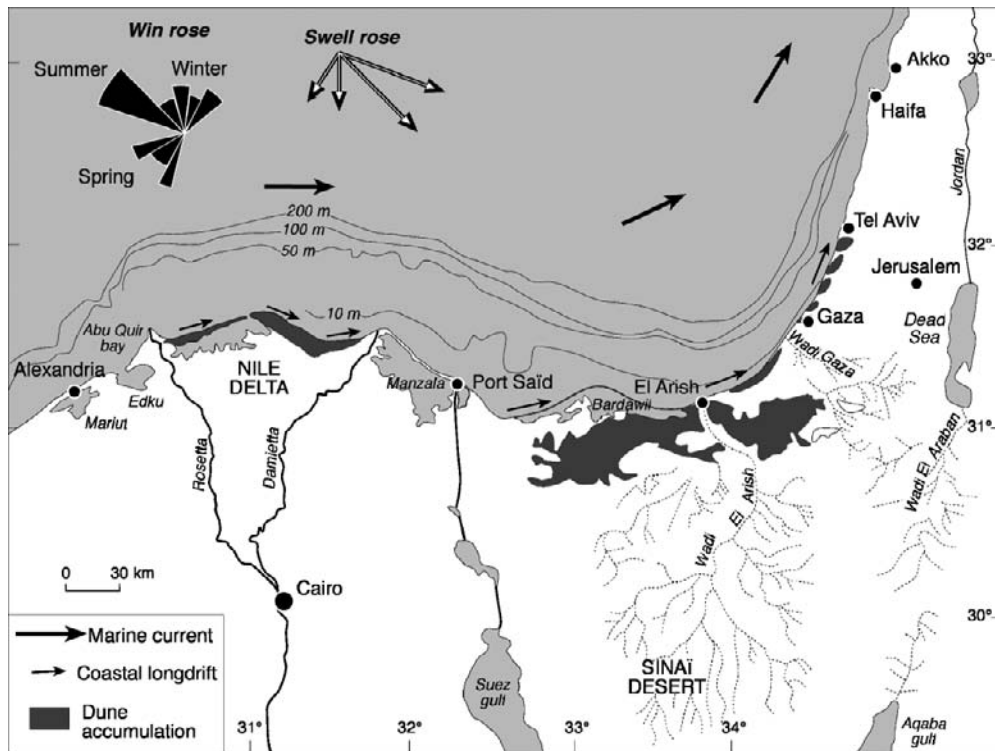 Win rose
Swell rose
Summer
Winter
Spring
33°
Akko
Haifa
Jordan
200 m
100 m
50 m
32°
Tel Aviv
Jerusalem
10 m
Abu Quir
bay
Gaza
Dead
Sea
Wadi Gaza
Alexandria
NILE
DELTA
Manzala
Port Saïd
El Arish
Edku
Bardawil
Mariut
31°
Rosetta
Damietta
Wadi El Araban
Wadi El Arish
0 30 km
Cairo
30°
Marine current
Coastal longdrift
Dune
accumulation
SINAï
DESERT
Suez
gulf
Aqaba
gulf
31°
32°
33°
34°